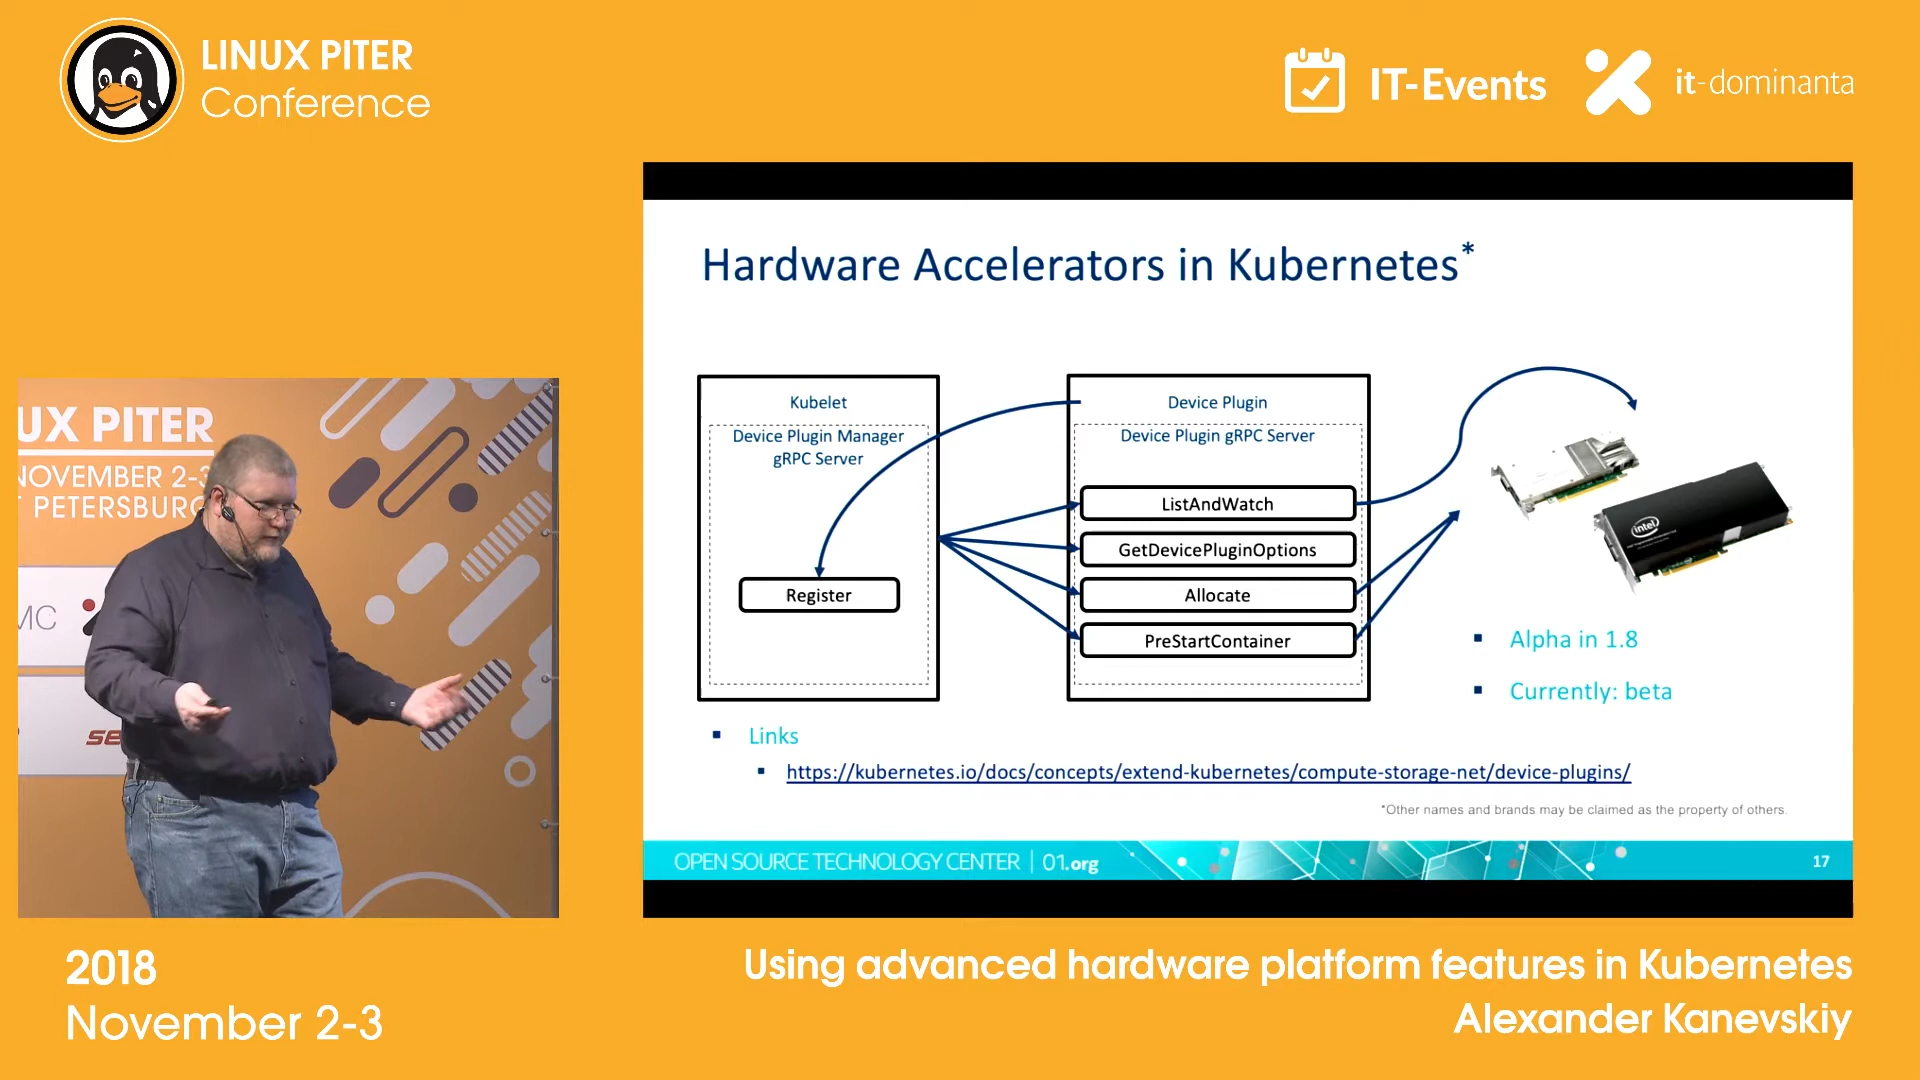 LINUX PITER
Conference
IT-Events
it-dominanta
Hardware Accelerators in Kubernetes*
Kubelet
Device Plugin Manager
gRPC Server
Register
Device Plugin
Device Plugin gRPC Server
ListAndWatch
GetDevicePluginOptions
Allocate
PreStartContainer
intel
Alpha in 1.8
Currently: beta
Links
https://kubernetes.io/docs/concepts/extend-kubernetes/compute-storage-net/device-plugins/
*Other names and brands may be claimed as the property of others.
OPEN SOURCE TECHNOLOGY CENTER | 01.org
17
UX PITER
NOVEMBER 2-3
PETERSBURG
MC
se
2018
November 2-3
Using advanced hardware platform features in Kubernetes
Alexander Kanevskiy